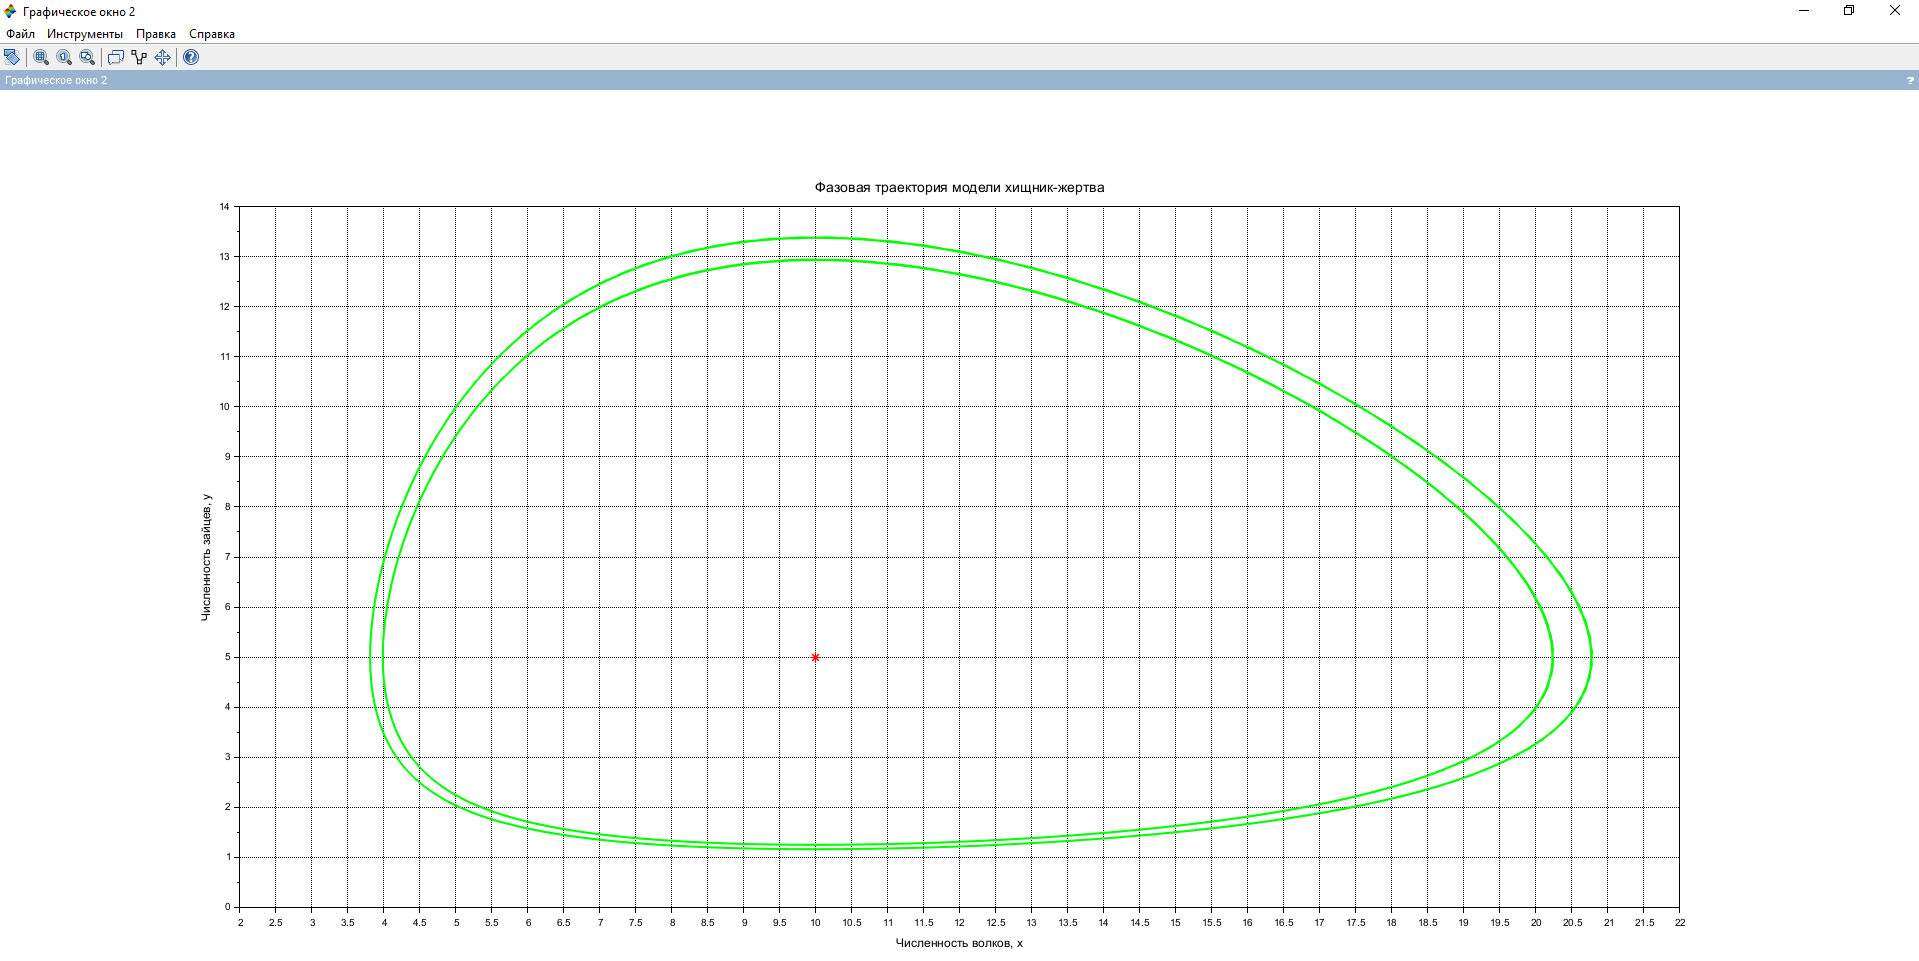 Графическое окно 2
Файл Инструменты Правка Справка
Графическое окно 2 ?
Фазовая траектория модели хищник-жертва
14
13
12
11
10
9
8
7
6
5
4
3
2
1
0
Численность зайцев, y
2 2.5 3 3.5 4 4.5 5 5.5 6 6.5 7 7.5 8 8.5 9 9.5 10 10.5 11 11.5 12 12.5 13 13.5 14 14.5 15 15.5 16 16.5 17 17.5 18 18.5 19 19.5 20 20.5 21 21.5 22
Численность волков, x